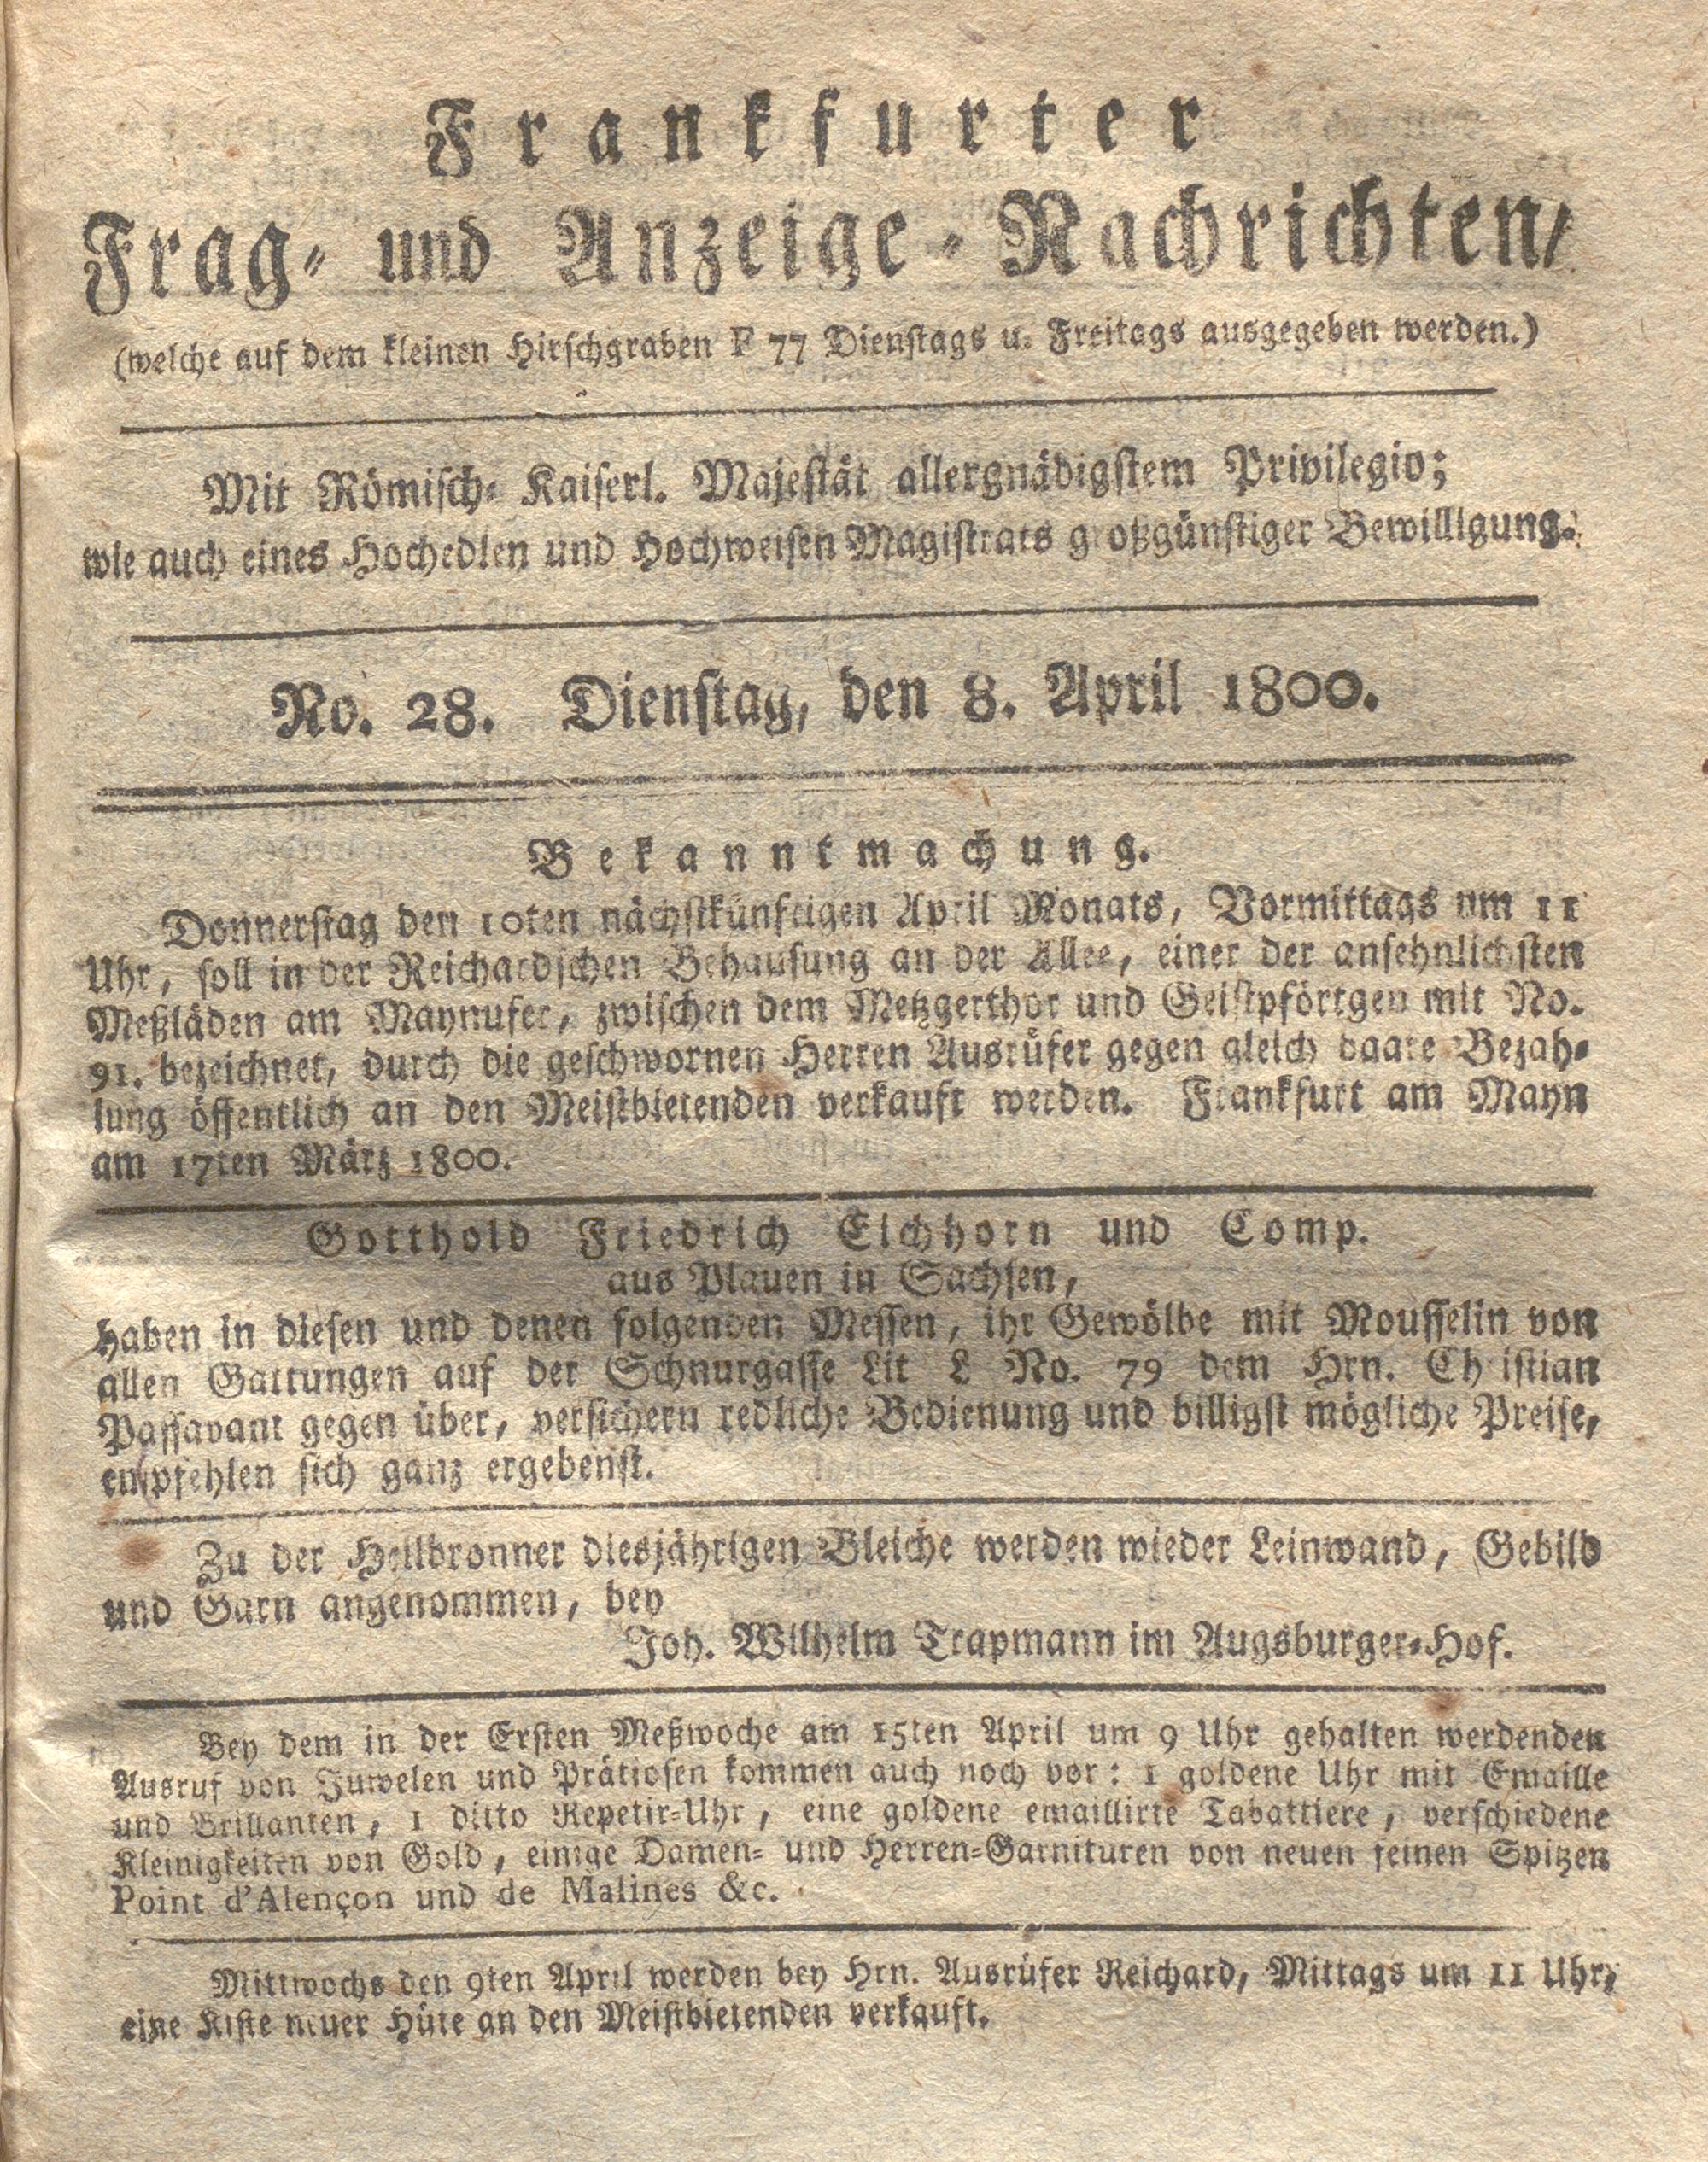 Frankfurter
Frag- und Anzeige-Nachrichten,
(welche auf dem kleinen Hirschgraben F 77 Dienstags u. Freitags ausgegeben werden.)
Mit Römisch- Kaiserl. Majestät allergnädigstem Privilegio;
wie auch eines Hochedlen und Hochweisen Magistrats großgünstiger Bewilligung.
No. 28. Dienstag, den 8. April 1800.
Bekanntmachung.
Donnerstag den 10ten nächstkünftigen April Monats, Vormittags um 11
Uhr, soll in der Reichardschen Behausung an der Allee, einer der ansehnlichsten
Meßläden am Maynufer, zwischen dem Metzgerthor und Geistpförtgen mit No.
91. bezeichnet, durch die geschwornen Herren Ausrüfer gegen gleich baare Bezah-
lung öffentlich an den Meistbietenden verkauft werden. Frankfurt am Mayn
am 17ten März 1800.
Gotthold Friedrich Eichhorn und Comp.
aus Plauen in Sachsen,
haben in diesen und denen folgenden Messen, ihr Gewölbe mit Mousselin von
allen Gattungen auf der Schnurgasse Lit L No. 79 dem Hrn. Christian
Passavant gegen über, versichern redliche Bedienung und billigst mögliche Preise,
empfehlen sich ganz ergebenst.
Zu der Heilbronner diesjährigen Bleiche werden wieder Leinwand, Gebild
und Garn angenommen, bey
Joh. Wilhelm Trapmann im Augsburger-Hof.
Bey dem in der Ersten Meßwoche am 15ten April um 9 Uhr gehalten werdenden
Ausruf von Juwelen und Prätiosen kommen auch noch vor: 1 goldene Uhr mit Emaille
und Brillanten, 1 ditto Repetir-Uhr, eine goldene emaillirte Tabattiere, verschiedene
Kleinigkeiten von Gold, einige Damen- und Herren-Garnituren von neuen feinen Spitzen
Point d'Alençon und de Malines &c.
Mittwochs den 9ten April werden bey Hrn. Ausrüfer Reichard, Mittags um 11 Uhr,
eine Kiste neuer Hüte an den Meistbietenden verkauft.